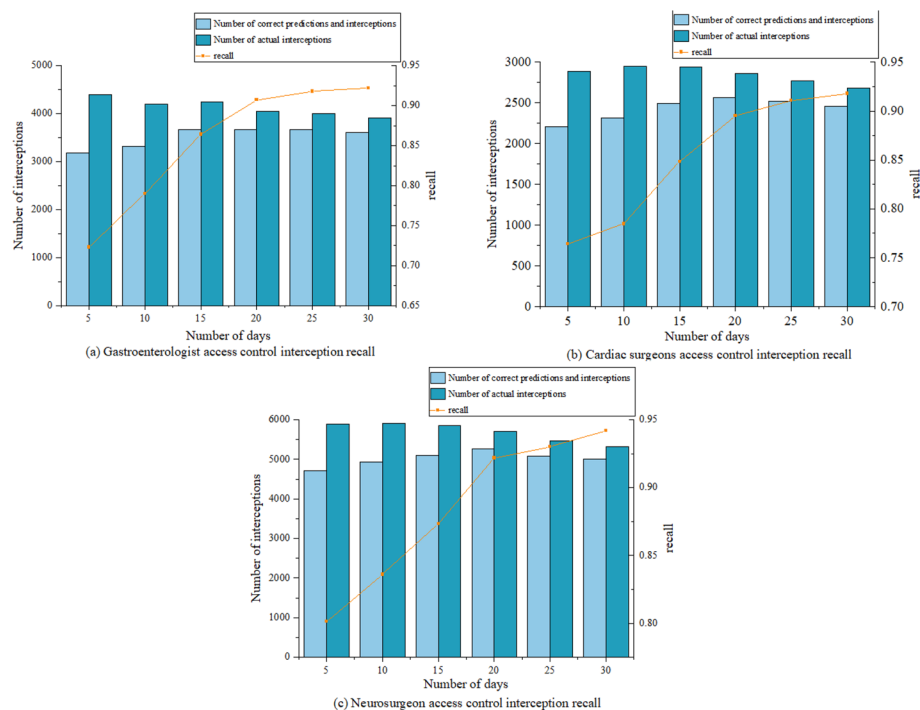 Number of correct predictions and interceptions
Number of actual interceptions
recall
5000
4000
3000
2000
1000
0
Number of interceptions
0.95
0.90
0.85
0.80
0.75
0.70
0.65
recall
5 10 15 20 25 30
Number of days
(a) Gastroenterologist access control interception recall
Number of correct predictions and interceptions
Number of actual interceptions
recall
3000
2500
2000
1500
1000
500
0
Number of interceptions
0.95
0.90
0.85
0.80
0.75
0.70
recall
5 10 15 20 25 30
Number of days
(b) Cardiac surgeons access control interception recall
Number of correct predictions and interceptions
Number of actual interceptions
recall
6000
5000
4000
3000
2000
1000
0
Number of interceptions
0.95
0.90
0.85
0.80
recall
5 10 15 20 25 30
Number of days
(c) Neurosurgeon access control interception recall